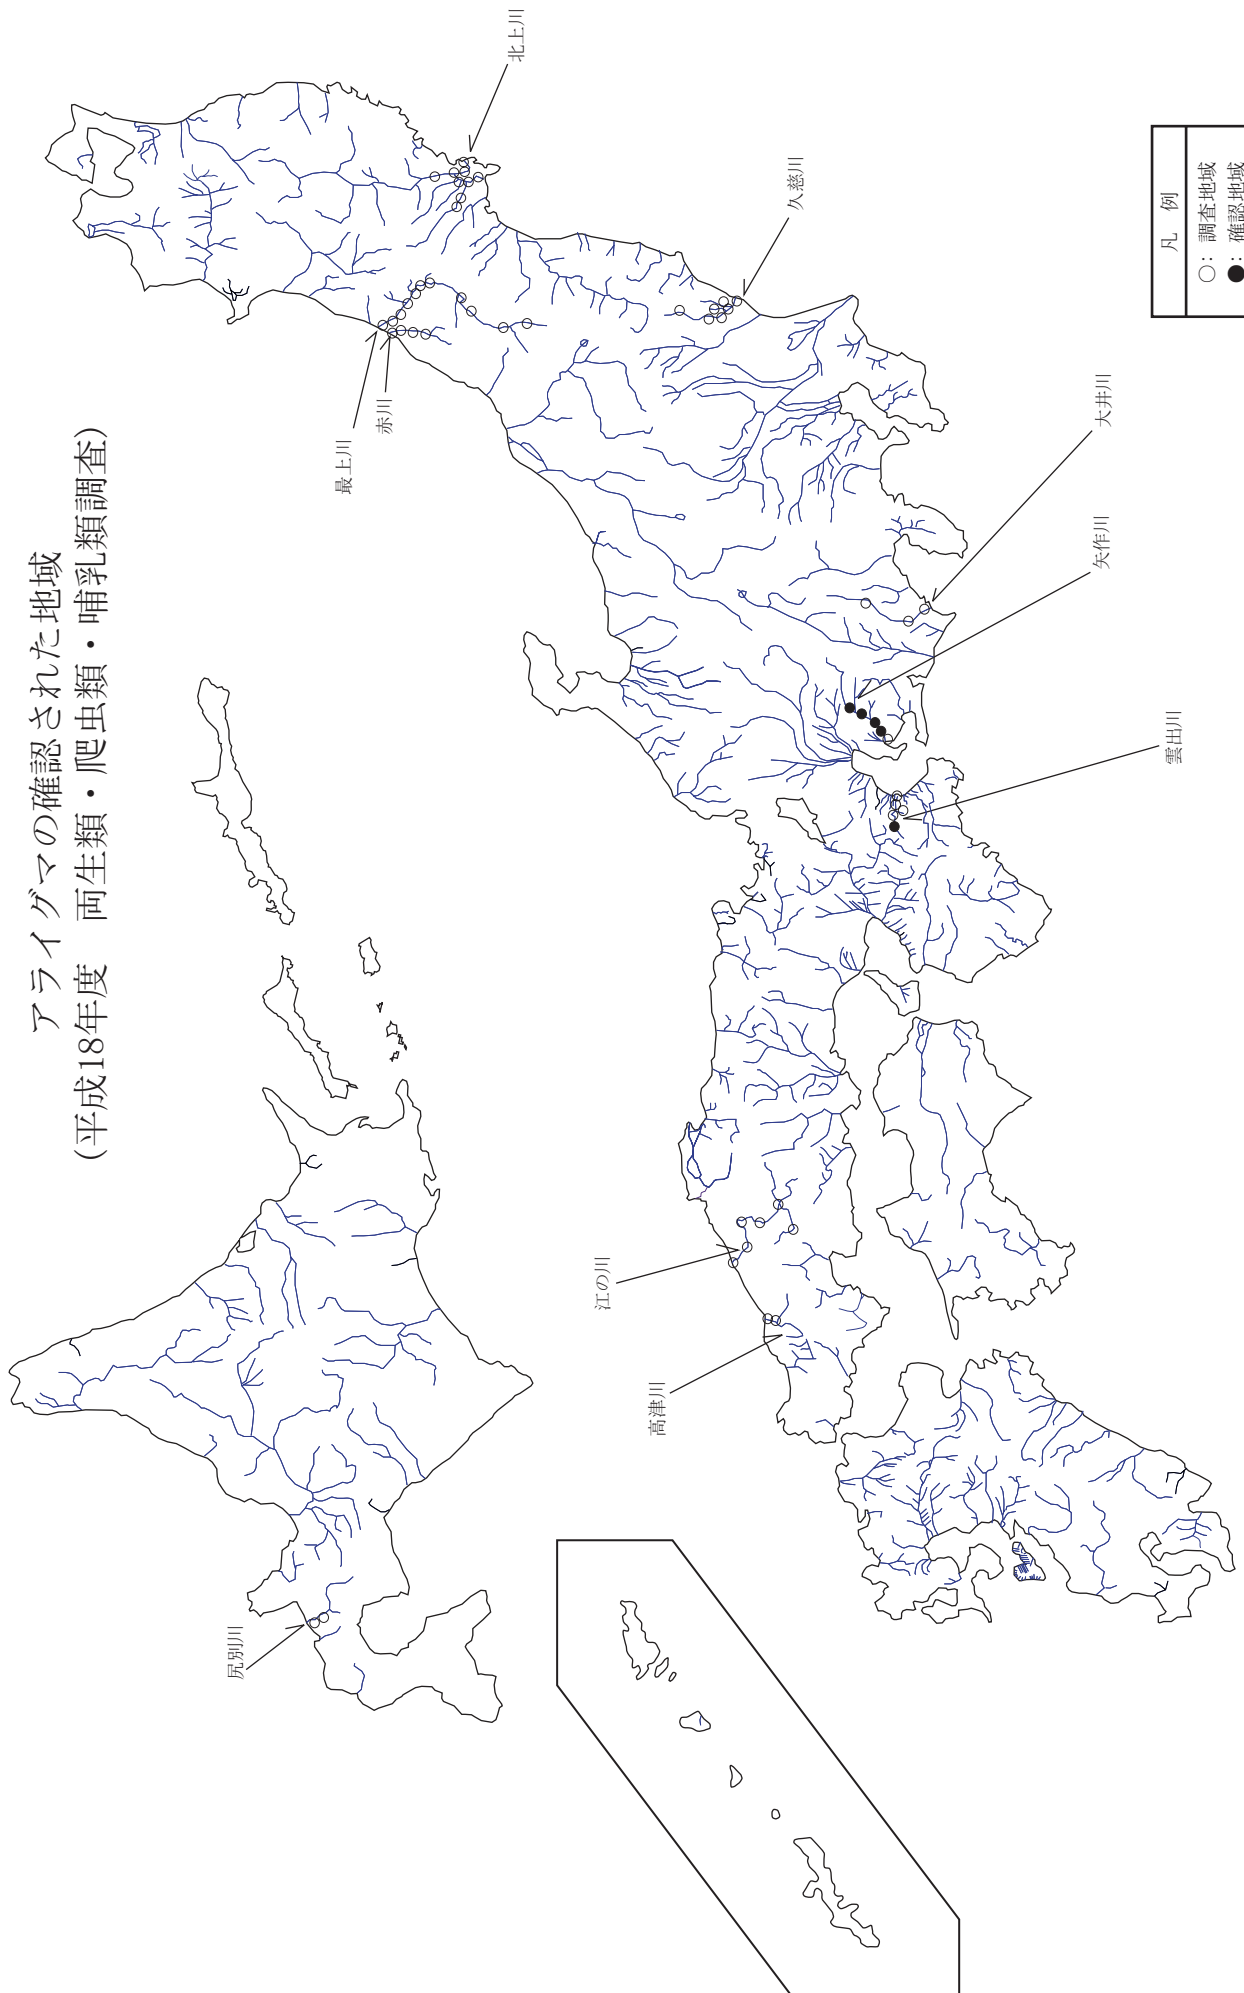 アライグマの確認された地域
(平成18年度　両生類・爬虫類・哺乳類調査)
尻別川
最上川
赤川
北上川
久慈川
大井川
矢作川
雲出川
江の川
高津川
凡　例
○：調査地域
●：確認地域